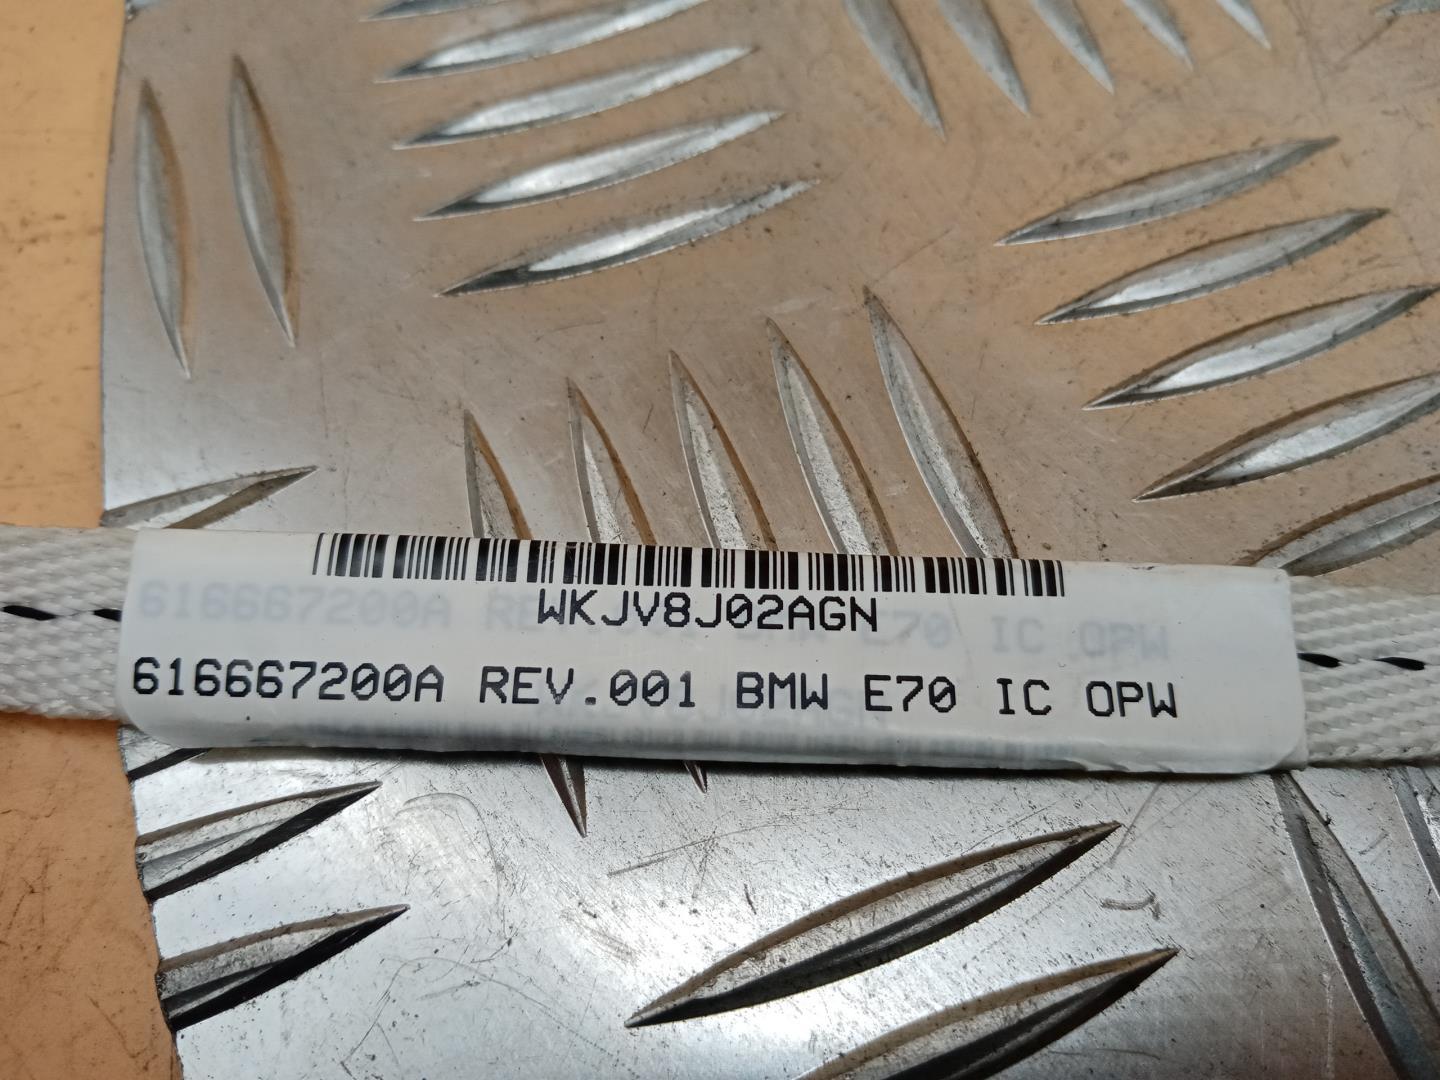 WKJV8J02AGN
616667200A REV.001 BMW E70 IC OPW